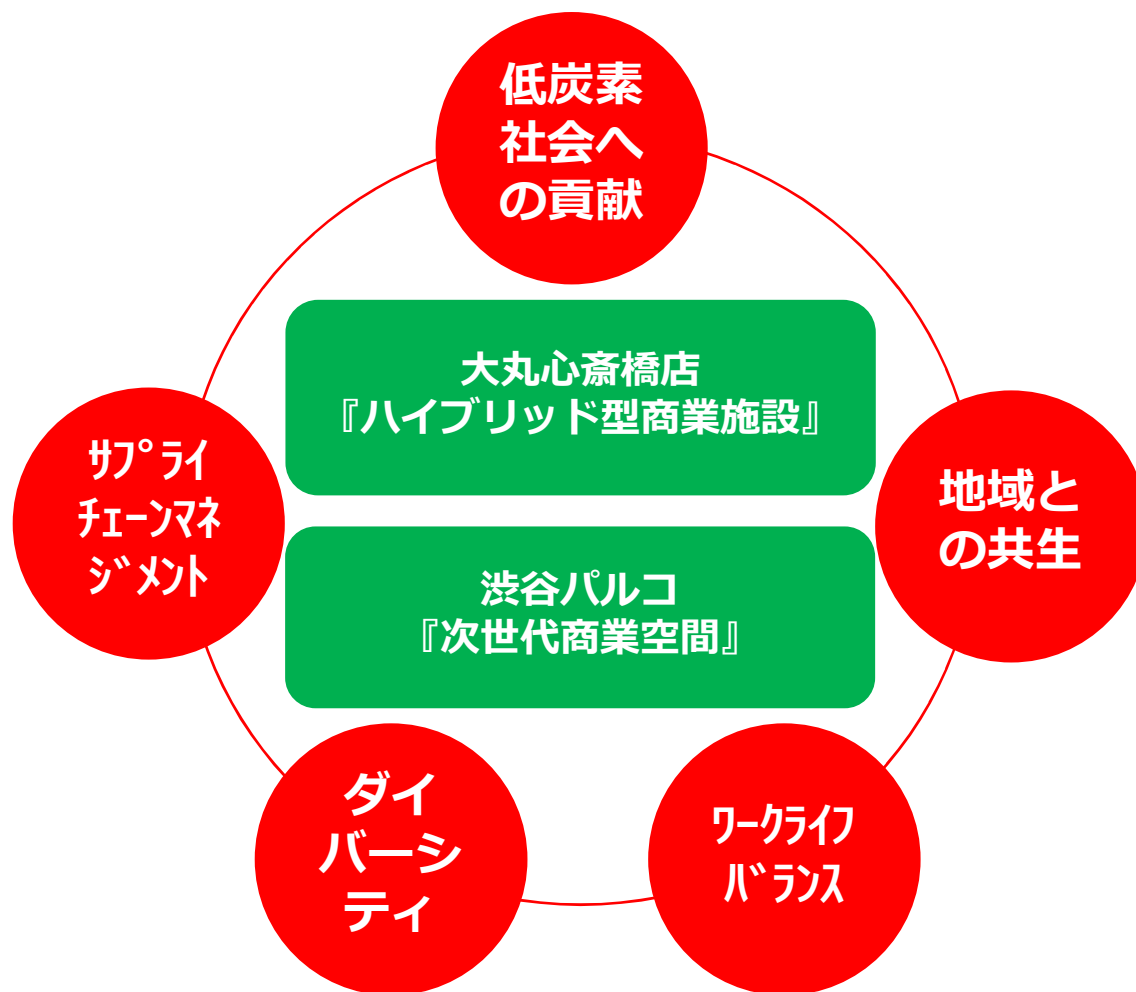 低炭素
社会へ
の貢献
大丸心斎橋店
『ハイブリッド型商業施設』
ｻﾌﾟﾗｲ
ﾁｪｰﾝﾏﾈ
ｼﾞﾒﾝﾄ
地域と
の共生
渋谷パルコ
『次世代商業空間』
ダイ
バーシ
ティ
ﾜｰｸﾗｲﾌ
ﾊﾞﾗﾝｽ